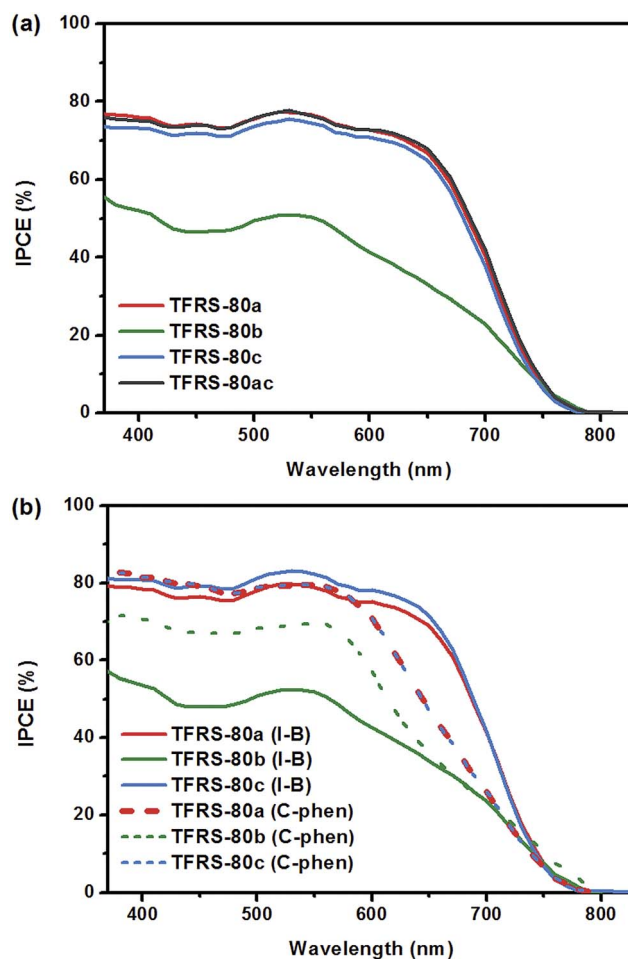 (a)
100
80
60
40
20
0
IPCE (%)
TFRS-80a
TFRS-80b
TFRS-80c
TFRS-80ac
400 500 600 700 800
Wavelength (nm)
(b)
100
80
60
40
20
0
IPCE (%)
TFRS-80a (I-B)
TFRS-80b (I-B)
TFRS-80c (I-B)
TFRS-80a (C-phen)
TFRS-80b (C-phen)
TFRS-80c (C-phen)
400 500 600 700 800
Wavelength (nm)